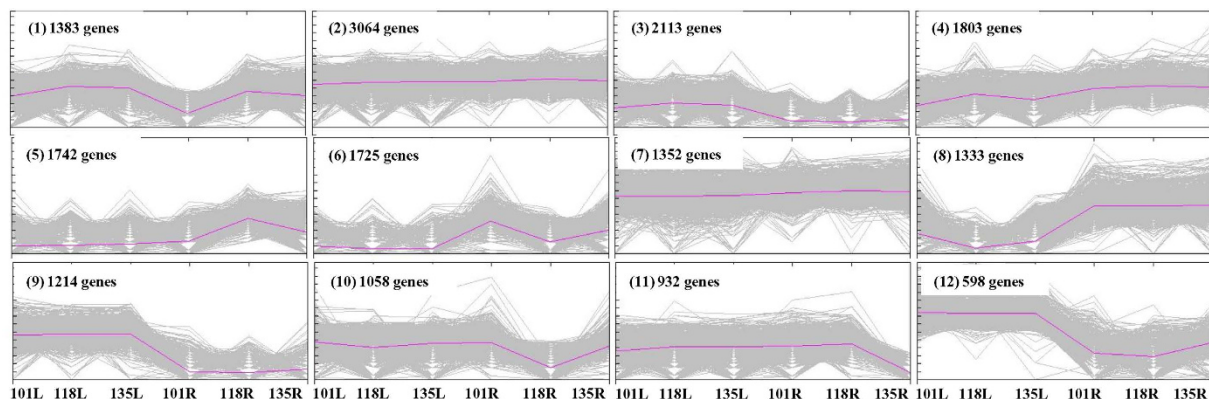 (1) 1383 genes
(2) 3064 genes
(3) 2113 genes
(4) 1803 genes
(5) 1742 genes
(6) 1725 genes
(7) 1352 genes
(8) 1333 genes
(9) 1214 genes
(10) 1058 genes
(11) 932 genes
(12) 598 genes
101L 118L 135L 101R 118R 135R
101L 118L 135L 101R 118R 135R
101L 118L 135L 101R 118R 135R
101L 118L 135L 101R 118R 135R